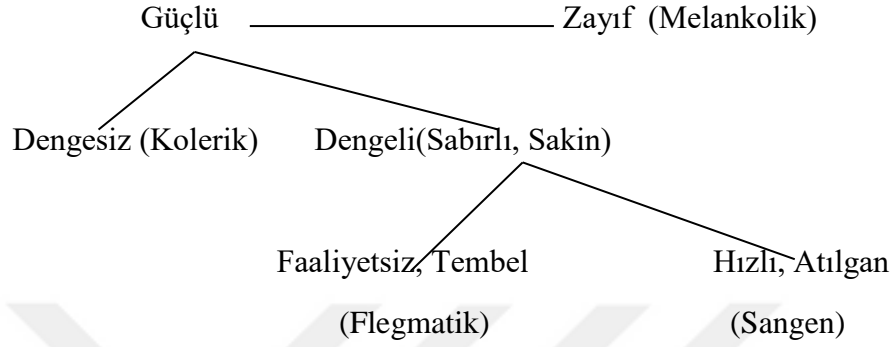 Güçlü Zayıf (Melankolik)
Dengesiz (Kolerik) Dengeli(Sabırlı, Sakin)
Faaliyetsiz, Tembel Hızlı, Atılgan
(Flegmatik) (Sangen)